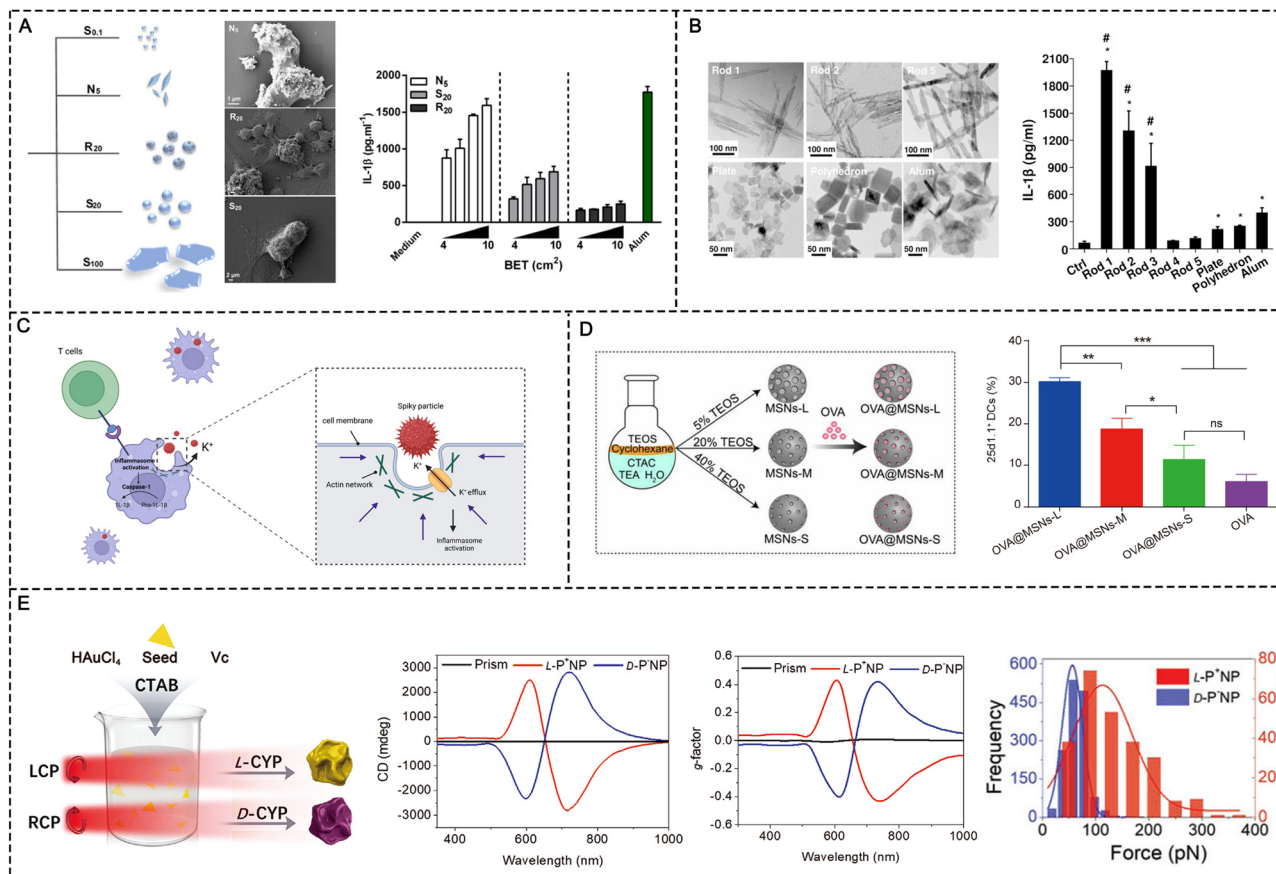 A
S0.1
N5
R20
S20
S100
N5
1 µm
R20
S20
2 µm
IL-1β (pg.ml⁻¹)
2000
1500
1000
500
0
N5
S20
R20
Medium
4
10
4
10
4
10
Alum
BET (cm²)
B
Rod 1
Rod 2
Rod 5
100 nm
100 nm
100 nm
Plate
Polyhedron
Alum
50 nm
50 nm
50 nm
IL-1β (pg/ml)
2100
1800
1500
1200
900
600
300
0
#
*
#
*
#
*
*
*
*
Ctrl
Rod 1
Rod 2
Rod 3
Rod 4
Rod 5
Plate
Polyhedron
Alum
C
T cells
K⁺
Inflammasome
activation
Caspase-1
IL-1β
Pro-IL-1β
Spiky particle
cell membrane
K⁺
Actin network
K⁺ efflux
Inflammasome
activation
D
TEOS
Cyclohexane
CTAC
TEA H₂O
5% TEOS
20% TEOS
40% TEOS
MSNs-L
MSNs-M
MSNs-S
OVA
OVA@MSNs-L
OVA@MSNs-M
OVA@MSNs-S
25d1.1⁺ DCs (%)
40
30
20
10
0
***
**
*
ns
OVA@MSNs-L
OVA@MSNs-M
OVA@MSNs-S
OVA
E
HAuCl₄
Seed
Vc
CTAB
LCP
L-CYP
RCP
D-CYP
CD (mdeg)
3000
2000
1000
0
-1000
-2000
-3000
Prism
L-P⁺NP
D-P⁻NP
400
600
800
1000
Wavelength (nm)
g-factor
0.6
0.4
0.2
0.0
-0.2
-0.4
-0.6
Prism
L-P⁺NP
D-P⁻NP
400
600
800
1000
Wavelength (nm)
Frequency
600
450
300
150
0
L-P⁺NP
D-P⁻NP
80
60
40
20
0
0
100
200
300
400
Force (pN)